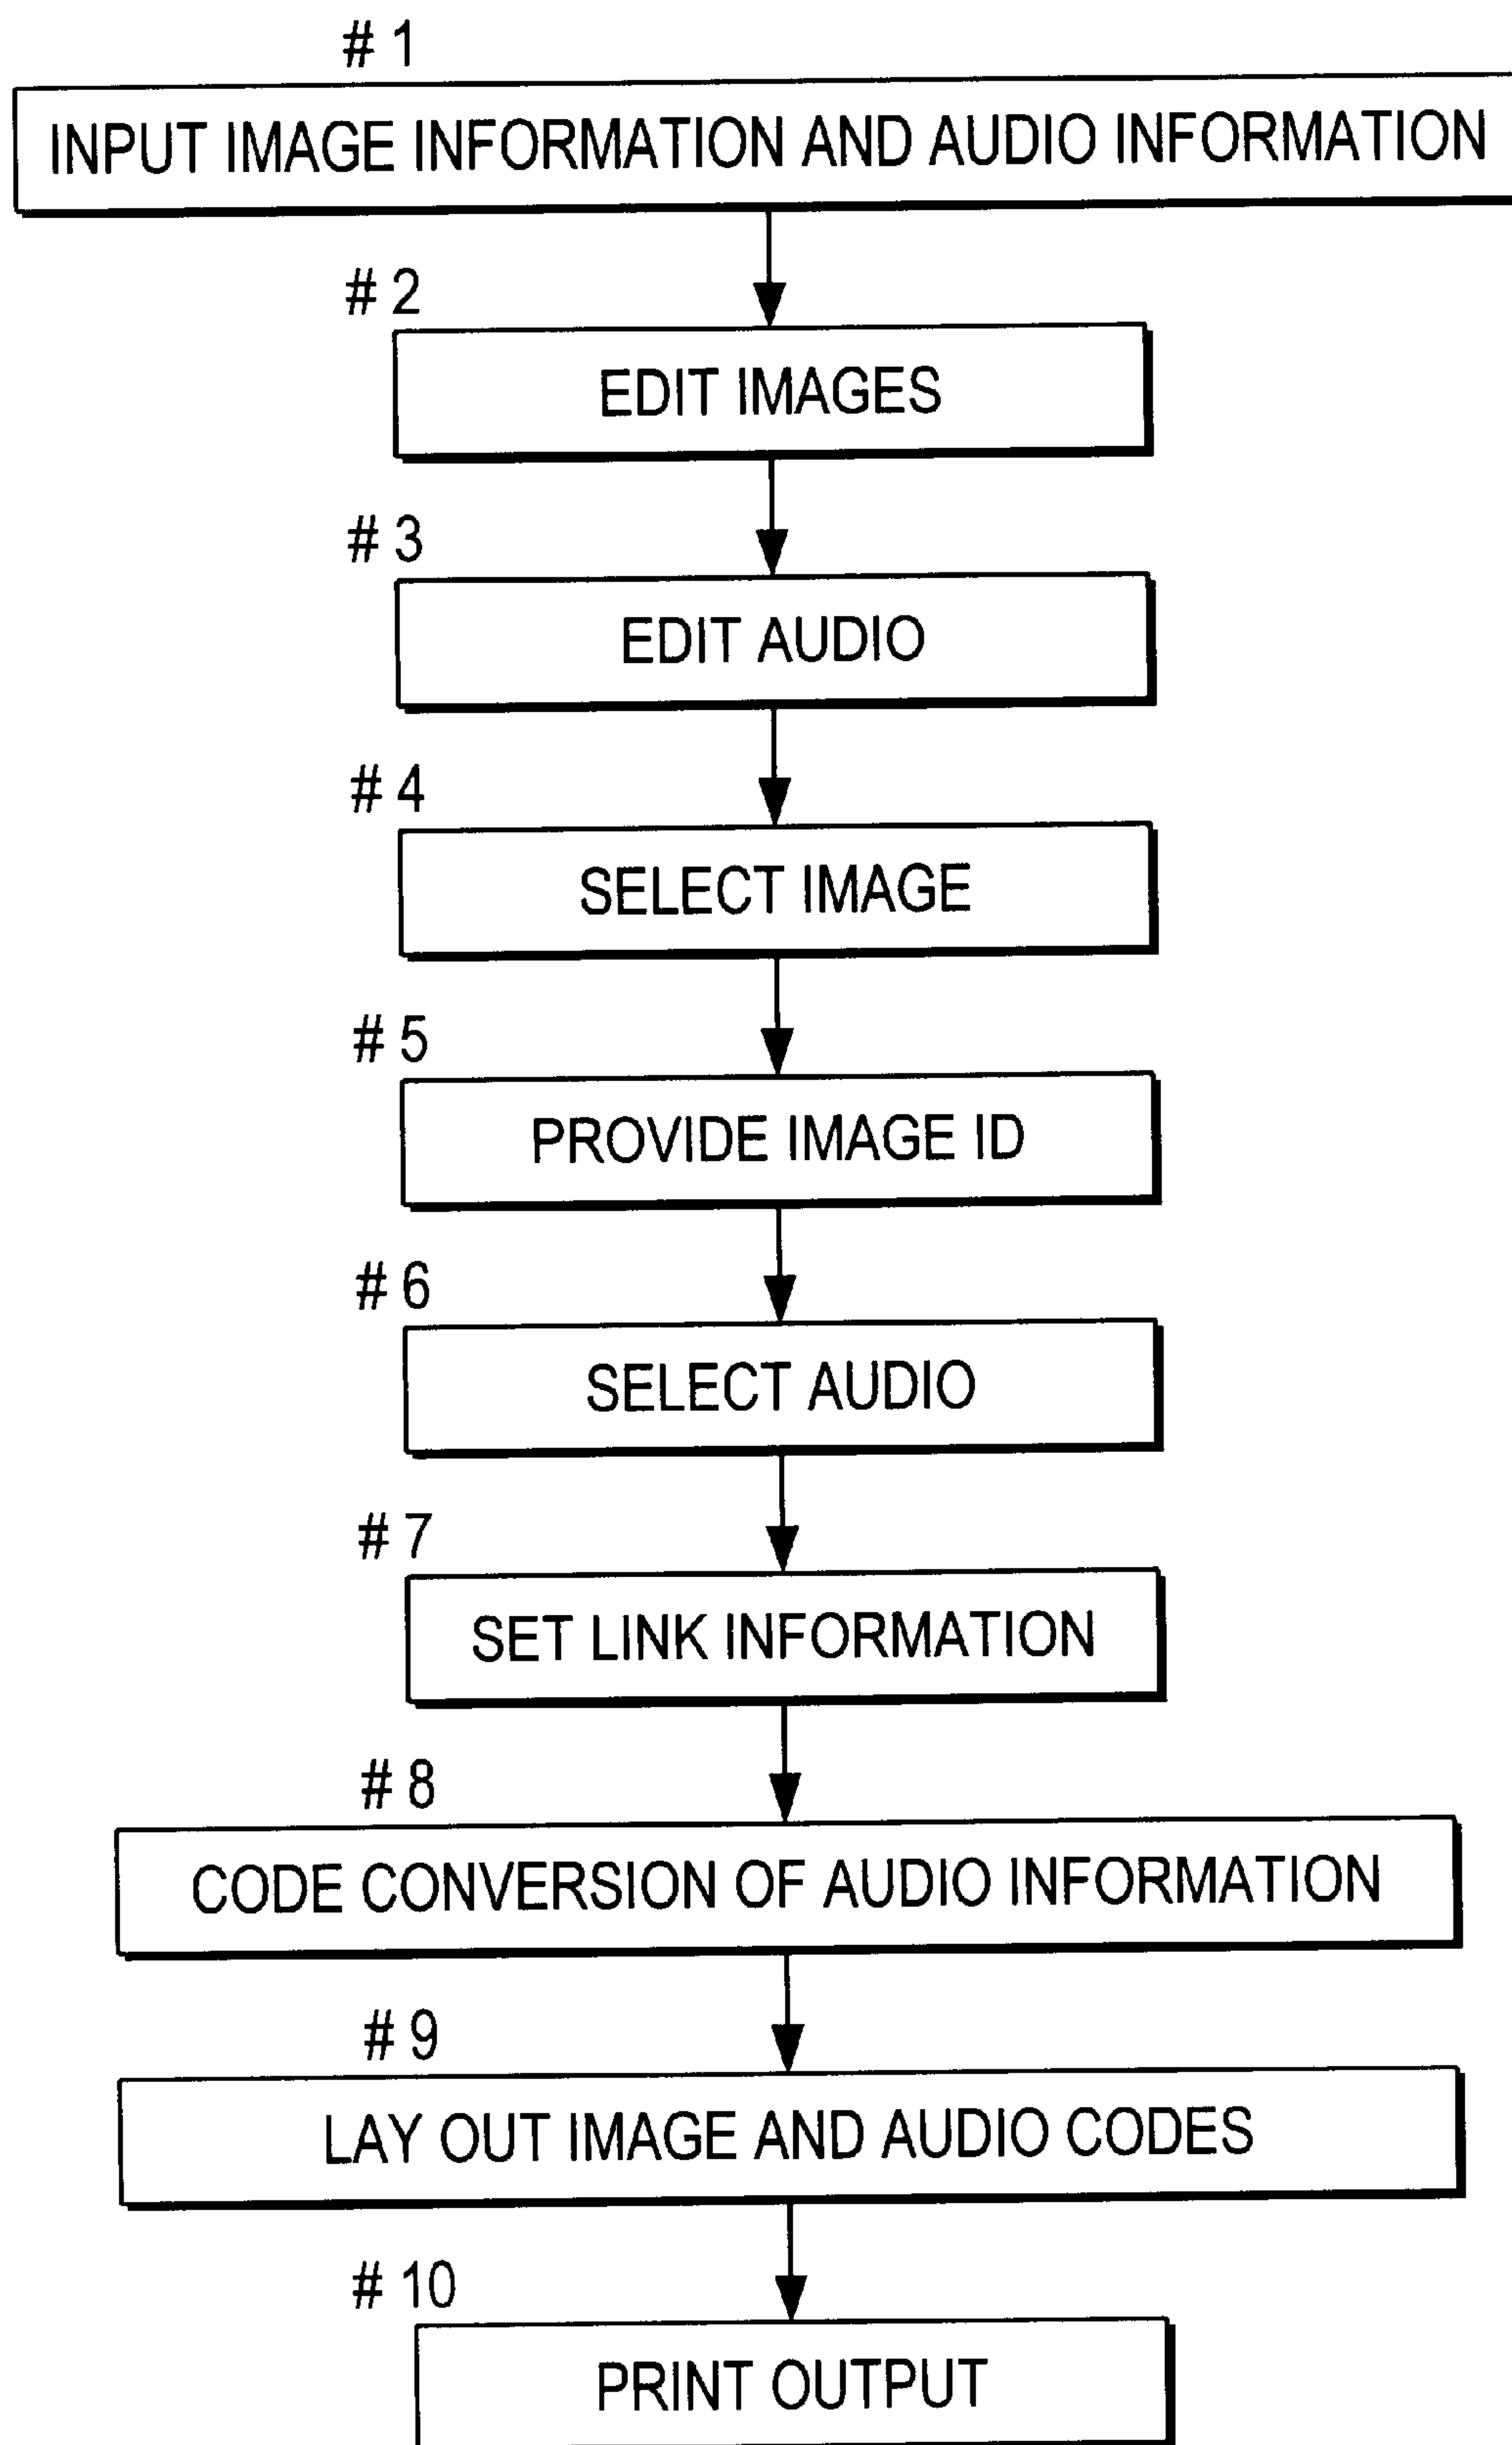 # 1
INPUT IMAGE INFORMATION AND AUDIO INFORMATION
# 2
EDIT IMAGES
# 3
EDIT AUDIO
# 4
SELECT IMAGE
# 5
PROVIDE IMAGE ID
# 6
SELECT AUDIO
# 7
SET LINK INFORMATION
# 8
CODE CONVERSION OF AUDIO INFORMATION
# 9
LAY OUT IMAGE AND AUDIO CODES
# 10
PRINT OUTPUT